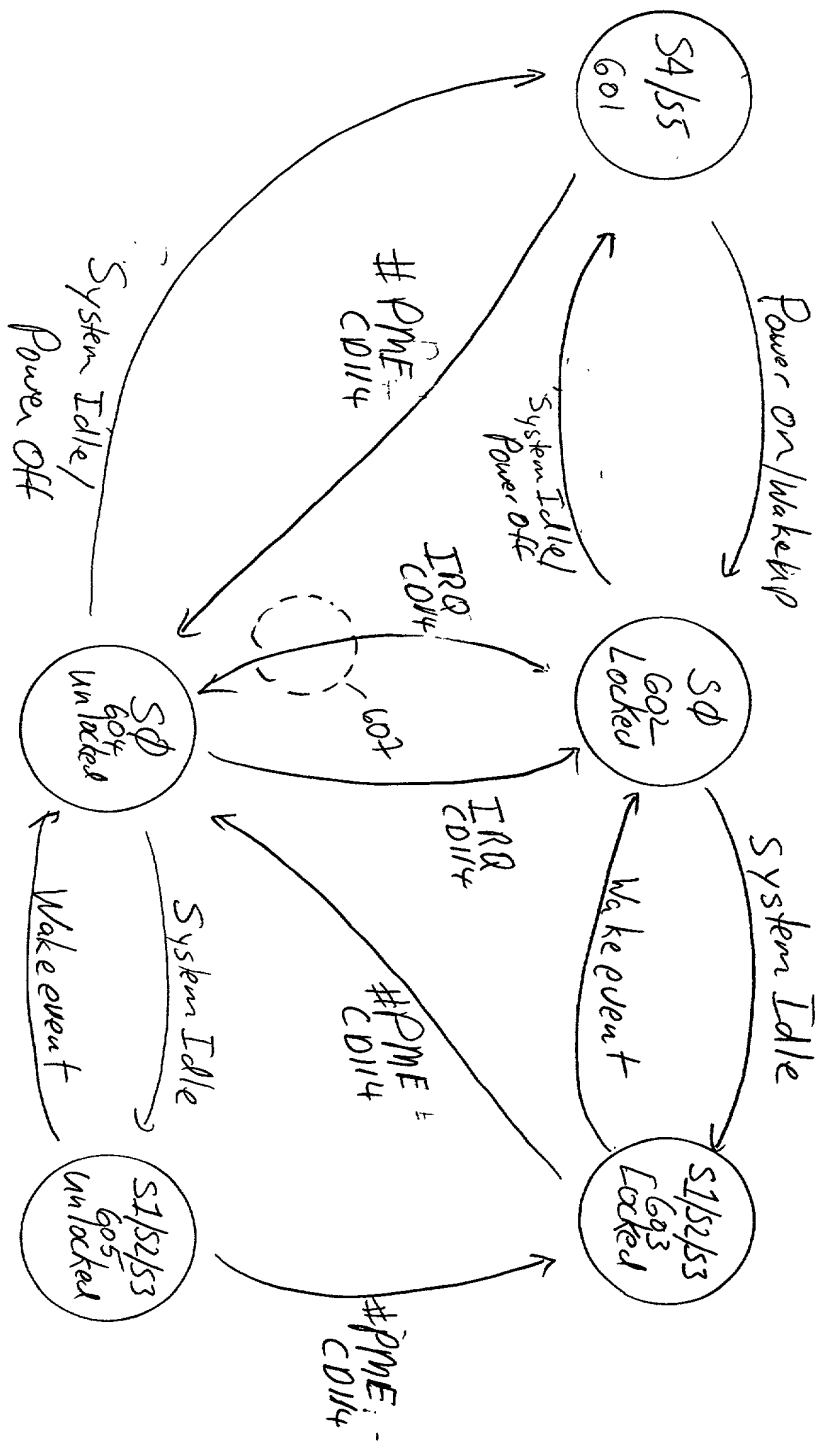 S4/S5
601
Power on/Wakeup
System Idle/
Power Off
#PME
CD114
System Idle/
Power Off
SØ
602
Locked
IRQ
CD114
607
IRQ
CD114
SØ
604
unlocked
System Idle
Wake event
#PME
CD114
System Idle
Wake event
S1/S2/S3
603
Locked
S1/S2/S3
605
unlocked
#PME
CD114